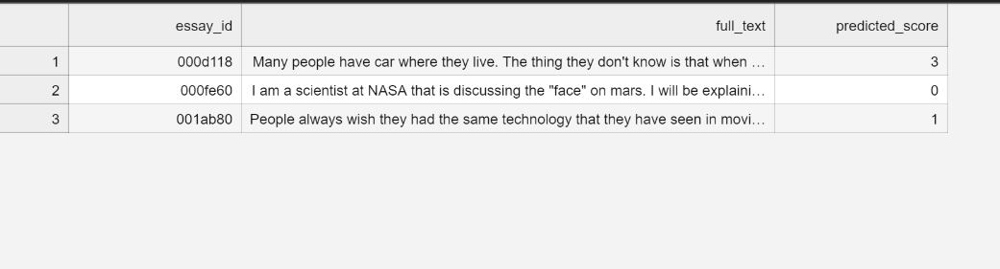 essay_id full_text predicted_score
1 000d118 Many people have car where they live. The thing they don't know is that when … 3
2 000fe60 I am a scientist at NASA that is discussing the "face" on mars. I will be explaini… 0
3 001ab80 People always wish they had the same technology that they have seen in movi… 1